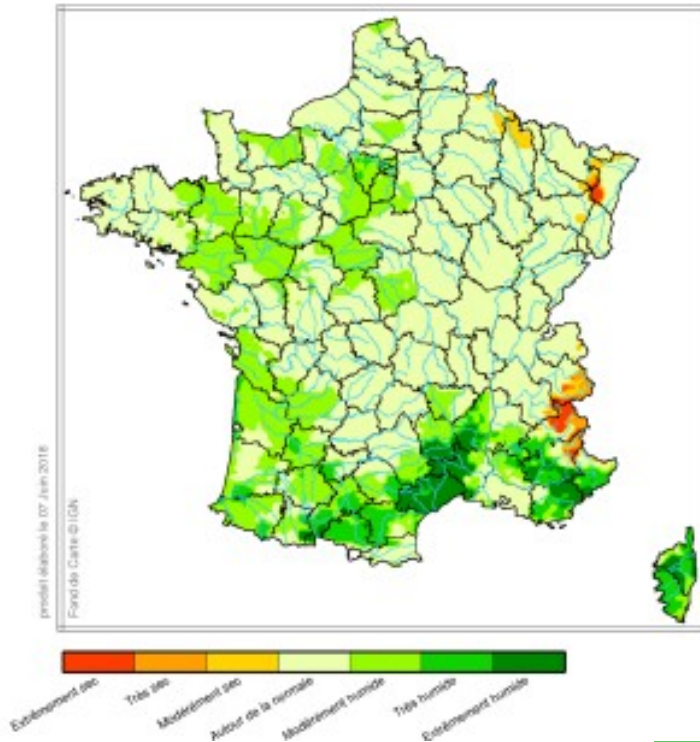 produit élaboré le 07 Juin 2018
Fond de Carte © IGN
Extrêmement sec
Très sec
Modérément sec
Autour de la normale
Modérément humide
Très humide
Extrêmement humide